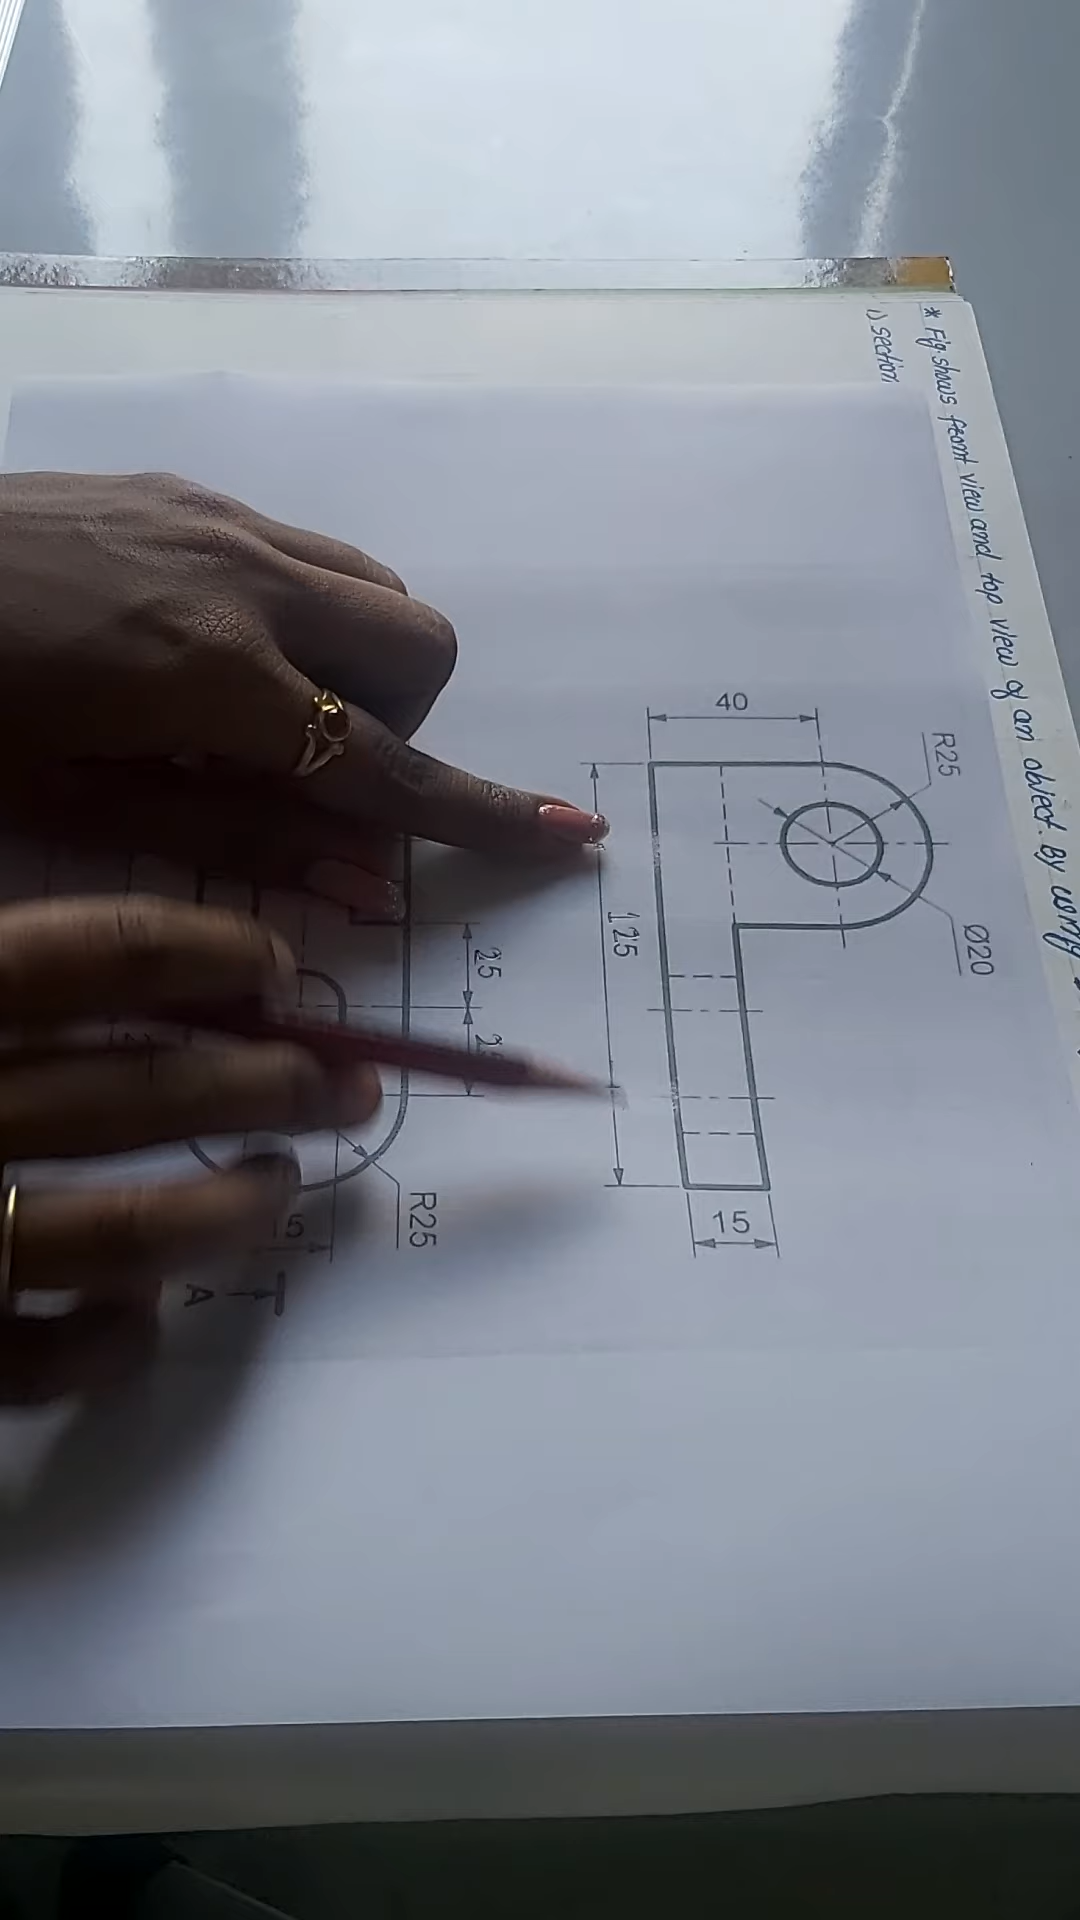 * Fig. shows front view and top view of an object. By using
1) section
R25
Ø20
40
125
15
25
R25
A